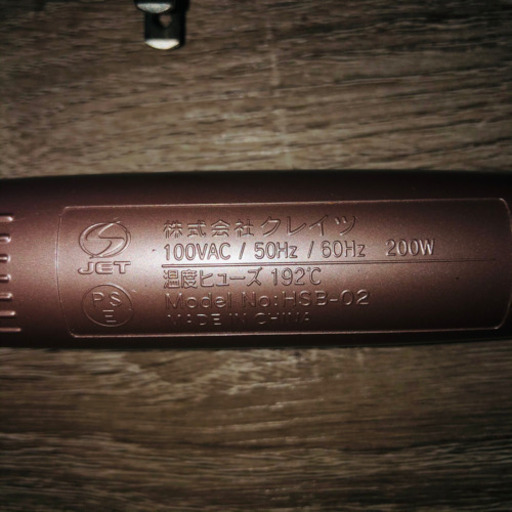 JET
PS
E
株式会社クレイツ
100VAC / 50Hz / 60Hz 200W
温度ヒューズ 192℃
Model No:HSB-02
MADE IN CHINA